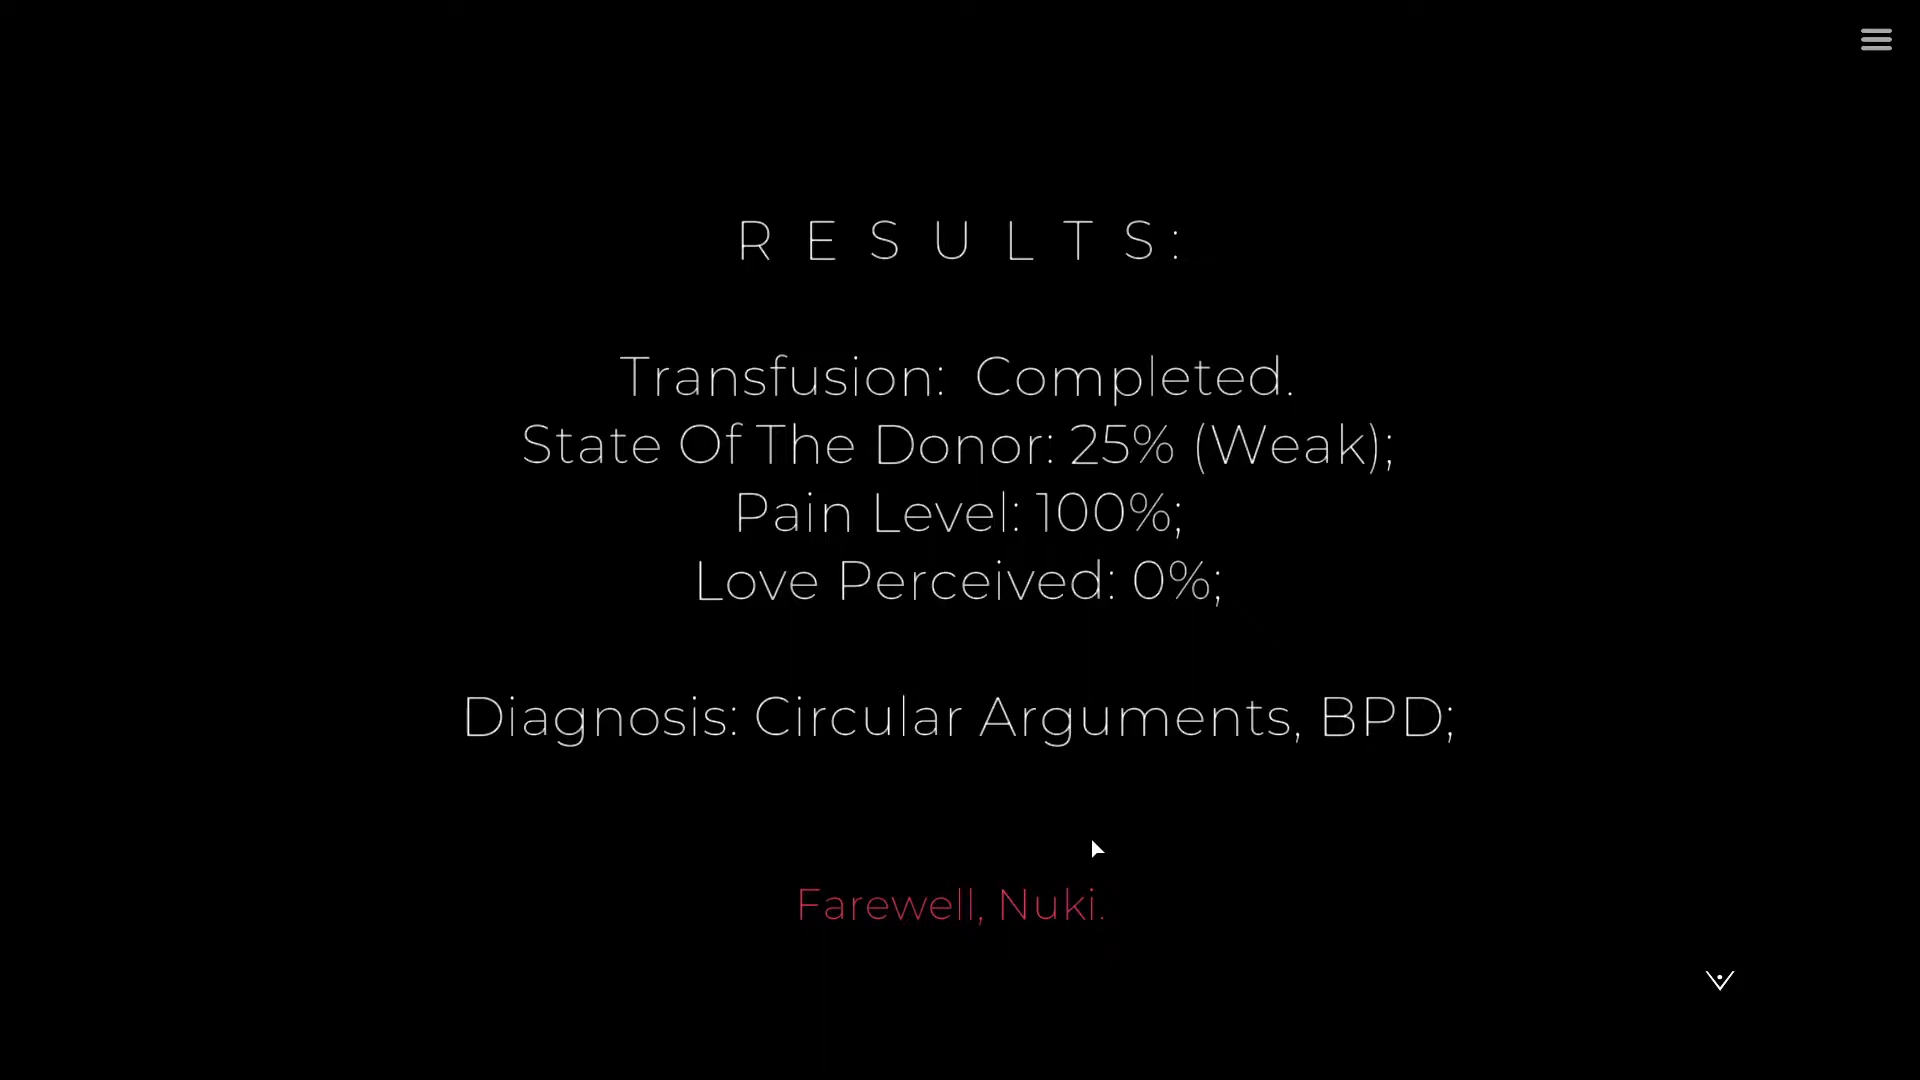 RESULTS:
Transfusion: Completed.
State Of The Donor: 25% (Weak);
Pain Level: 100%;
Love Perceived: 0%;
Diagnosis: Circular Arguments, BPD;
Farewell, Nuki.